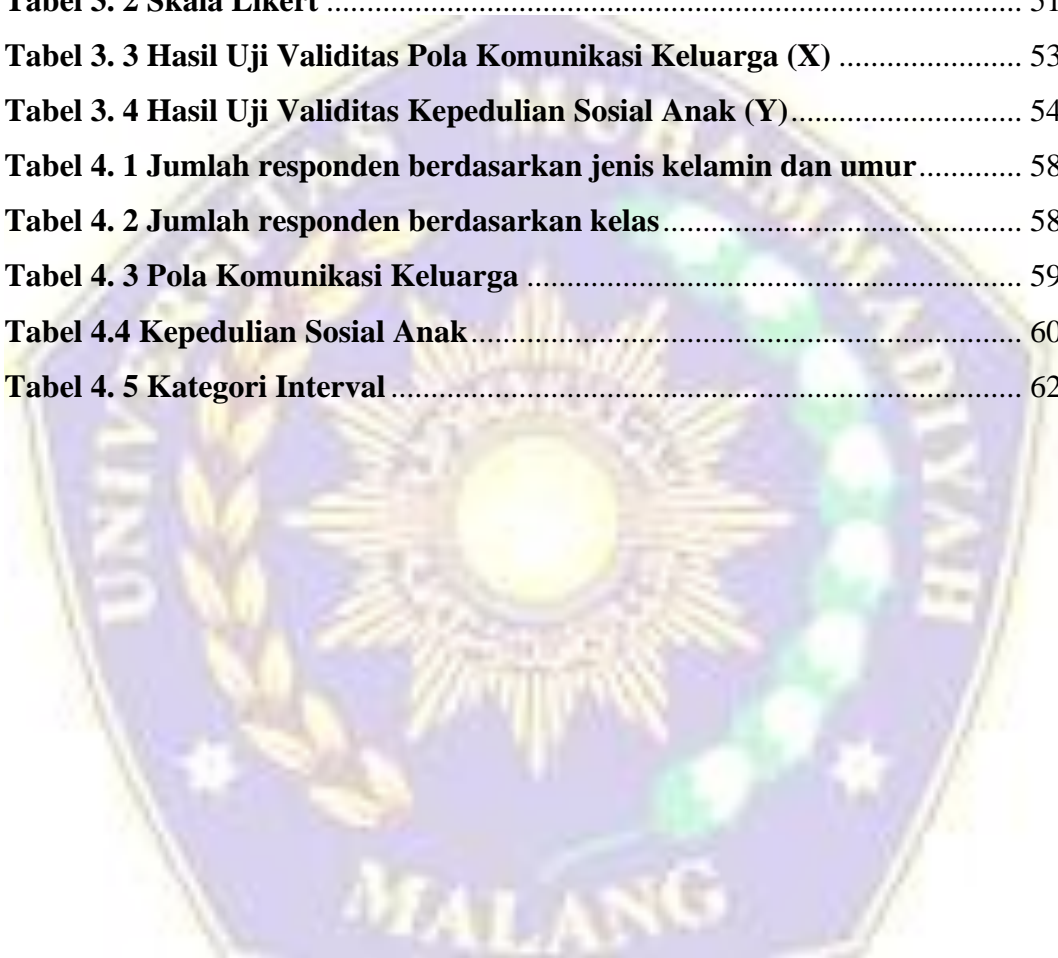 Tabel 3. 2 Skala Likert ........................................ 51
Tabel 3. 3 Hasil Uji Validitas Pola Komunikasi Keluarga (X) ........................................ 53
Tabel 3. 4 Hasil Uji Validitas Kepedulian Sosial Anak (Y)........................................ 54
Tabel 4. 1 Jumlah responden berdasarkan jenis kelamin dan umur............. 58
Tabel 4. 2 Jumlah responden berdasarkan kelas........................................ 58
Tabel 4. 3 Pola Komunikasi Keluarga ........................................ 59
Tabel 4.4 Kepedulian Sosial Anak........................................ 60
Tabel 4. 5 Kategori Interval ........................................ 62
UNIVERSITAS MUHAMMADIYAH
MALANG